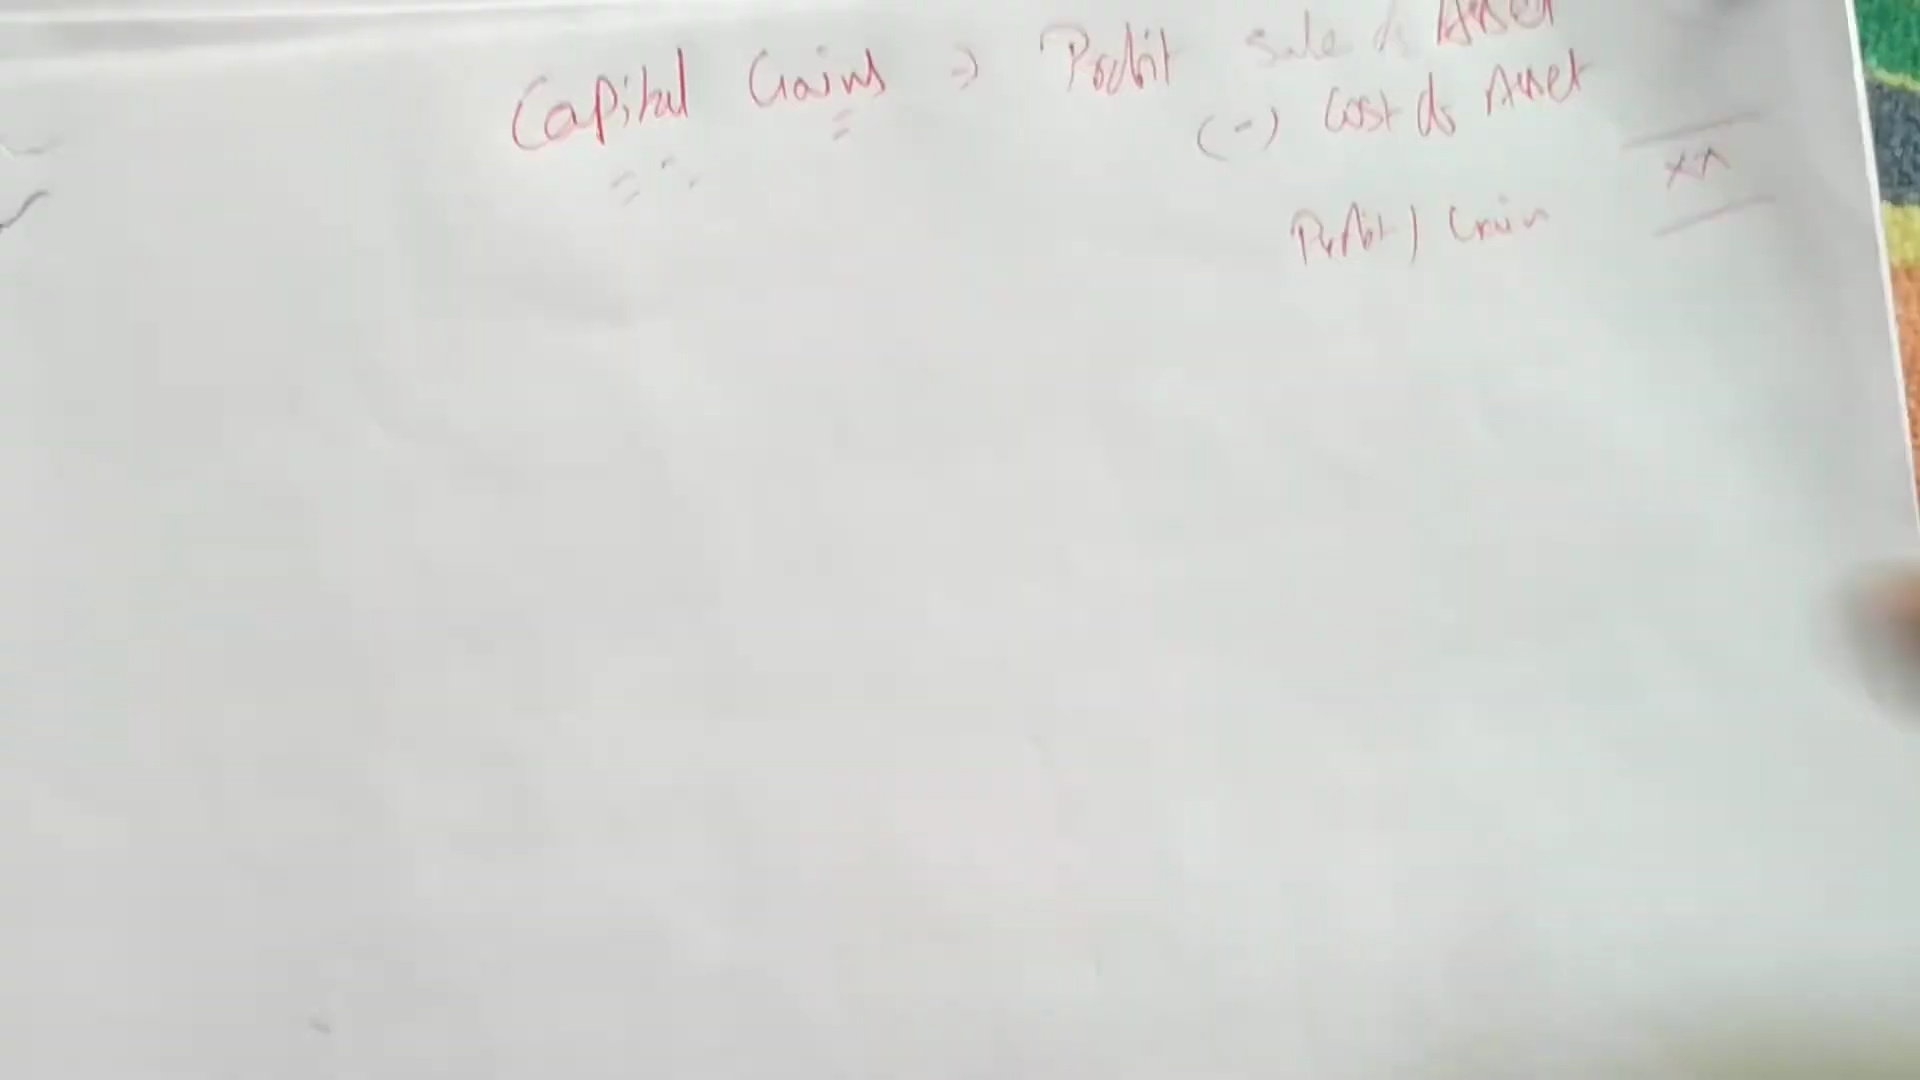 Capital Gains => Profit Sale of Asset
(-) Cost of Asset
xx
Profit / Gain